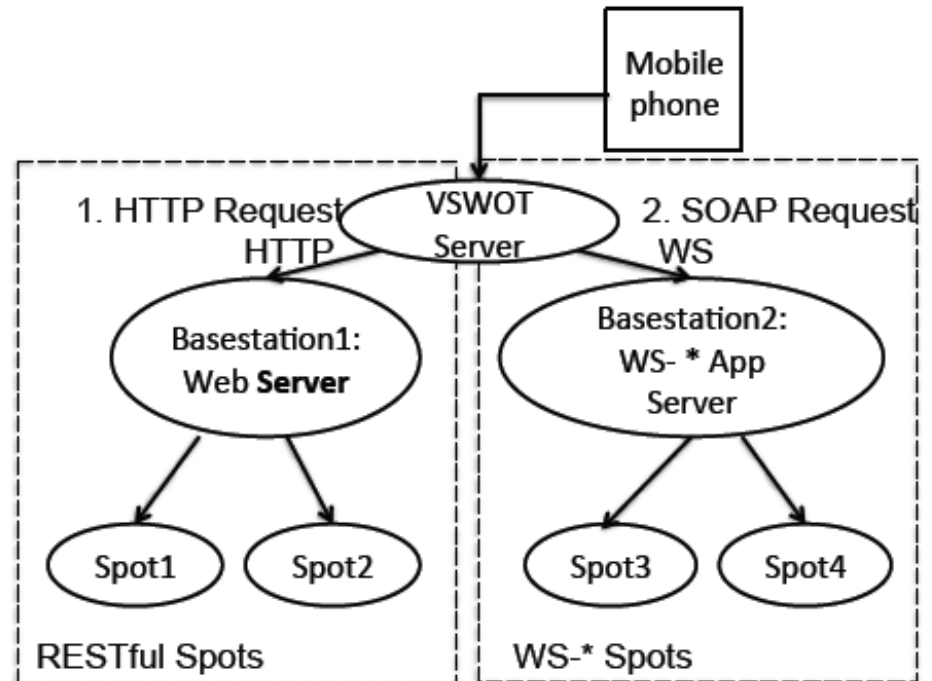 Mobile
phone
VSWOT
Server
1. HTTP Request
HTTP
2. SOAP Request
WS
Basestation1:
Web Server
Basestation2:
WS- * App
Server
Spot1
Spot2
Spot3
Spot4
RESTful Spots
WS-* Spots